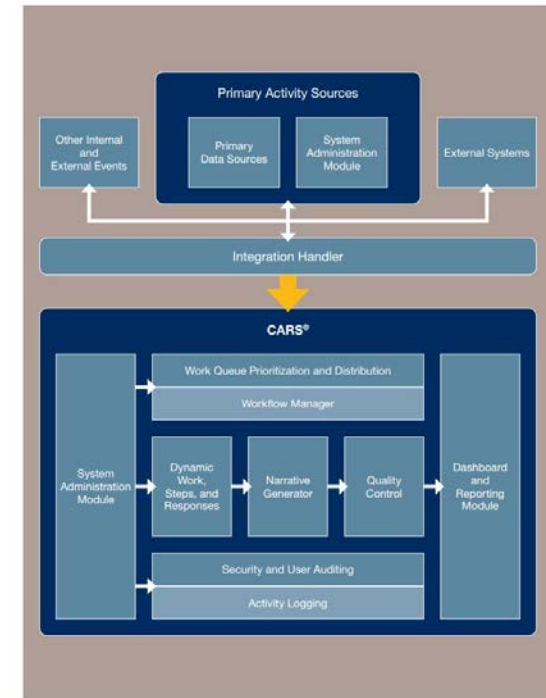 Primary Activity Sources
Other Internal
and
External Events
Primary
Data Sources
System
Administration
Module
External Systems
Integration Handler
CARS®
Work Queue Prioritization and Distribution
Workflow Manager
System
Administration
Module
Dynamic
Work,
Steps, and
Responses
Narrative
Generator
Quality
Control
Dashboard
and
Reporting
Module
Security and User Auditing
Activity Logging